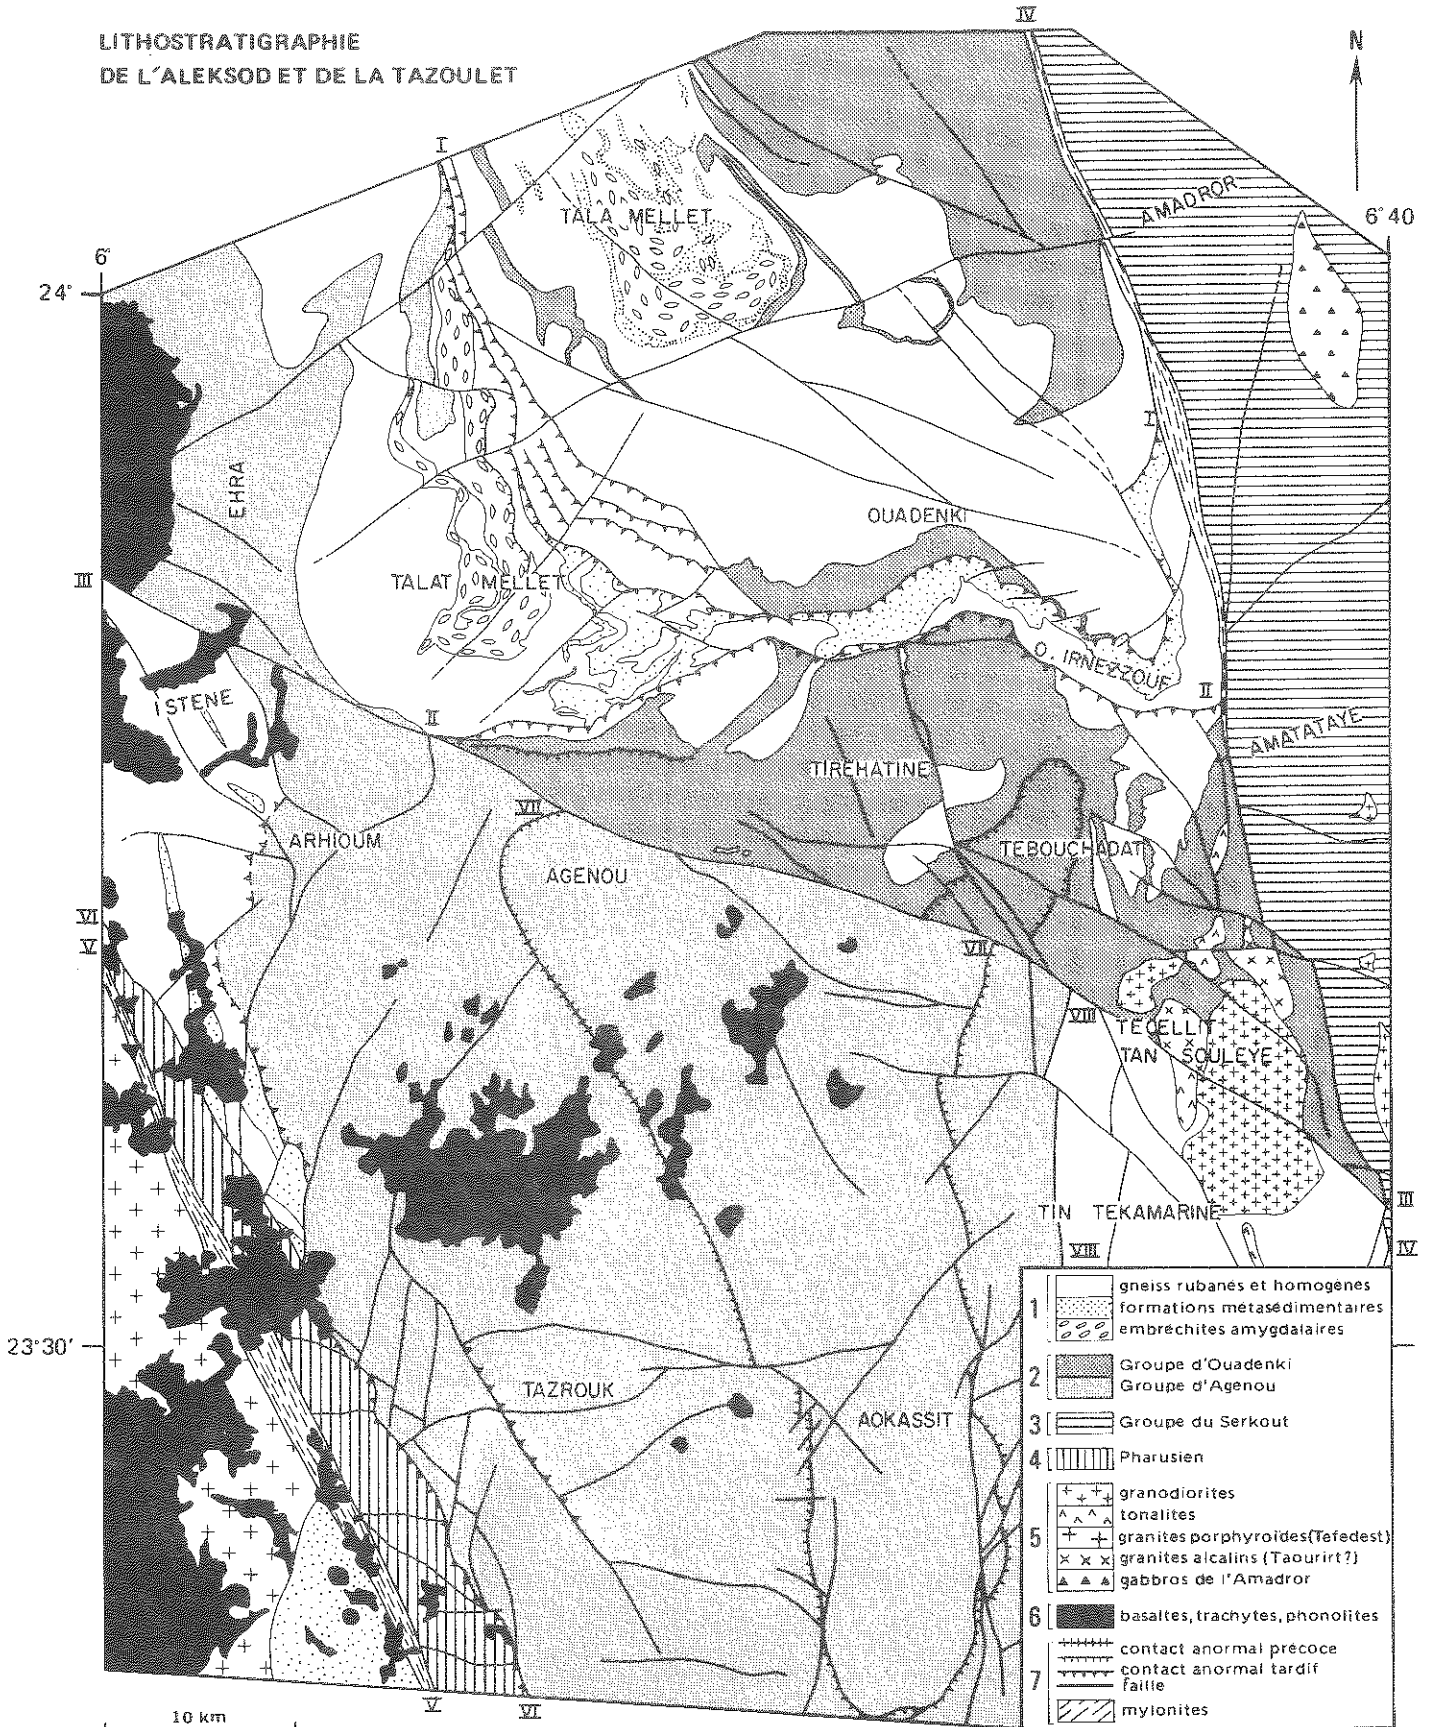 LITHOSTRATIGRAPHIE
DE L'ALEKSOD ET DE LA TAZOULET
IV
N
I
AMADROR
6° 40
TALA MELLET
6°
24°
I
EHRA
OUADENKI
III
TALAT MELLET
O. IRNEZZOUF
II
ISTENE
II
AMATATAYE
TIREHATINE
VII
ARHIOUM
TEBOUCHADAT
AGENOU
VI
V
VII
VIII
TECELLIT
TAN SOULEYE
III
TIN TEKAMARINE
VIII
IV
1
gneiss rubanés et homogènes
formations métasédimentaires
embréchites amygdalaires
23°30'
2
Groupe d'Ouadenki
Groupe d'Agenou
TAZROUK
AOKASSIT
3
Groupe du Serkout
4
Pharusien
5
granodiorites
tonalites
granites porphyroïdes (Tefedest)
granites alcalins (Taourirt?)
gabbros de l'Amadror
6
basaltes, trachytes, phonolites
7
contact anormal précoce
contact anormal tardif
faille
mylonites
V
VI
10 km